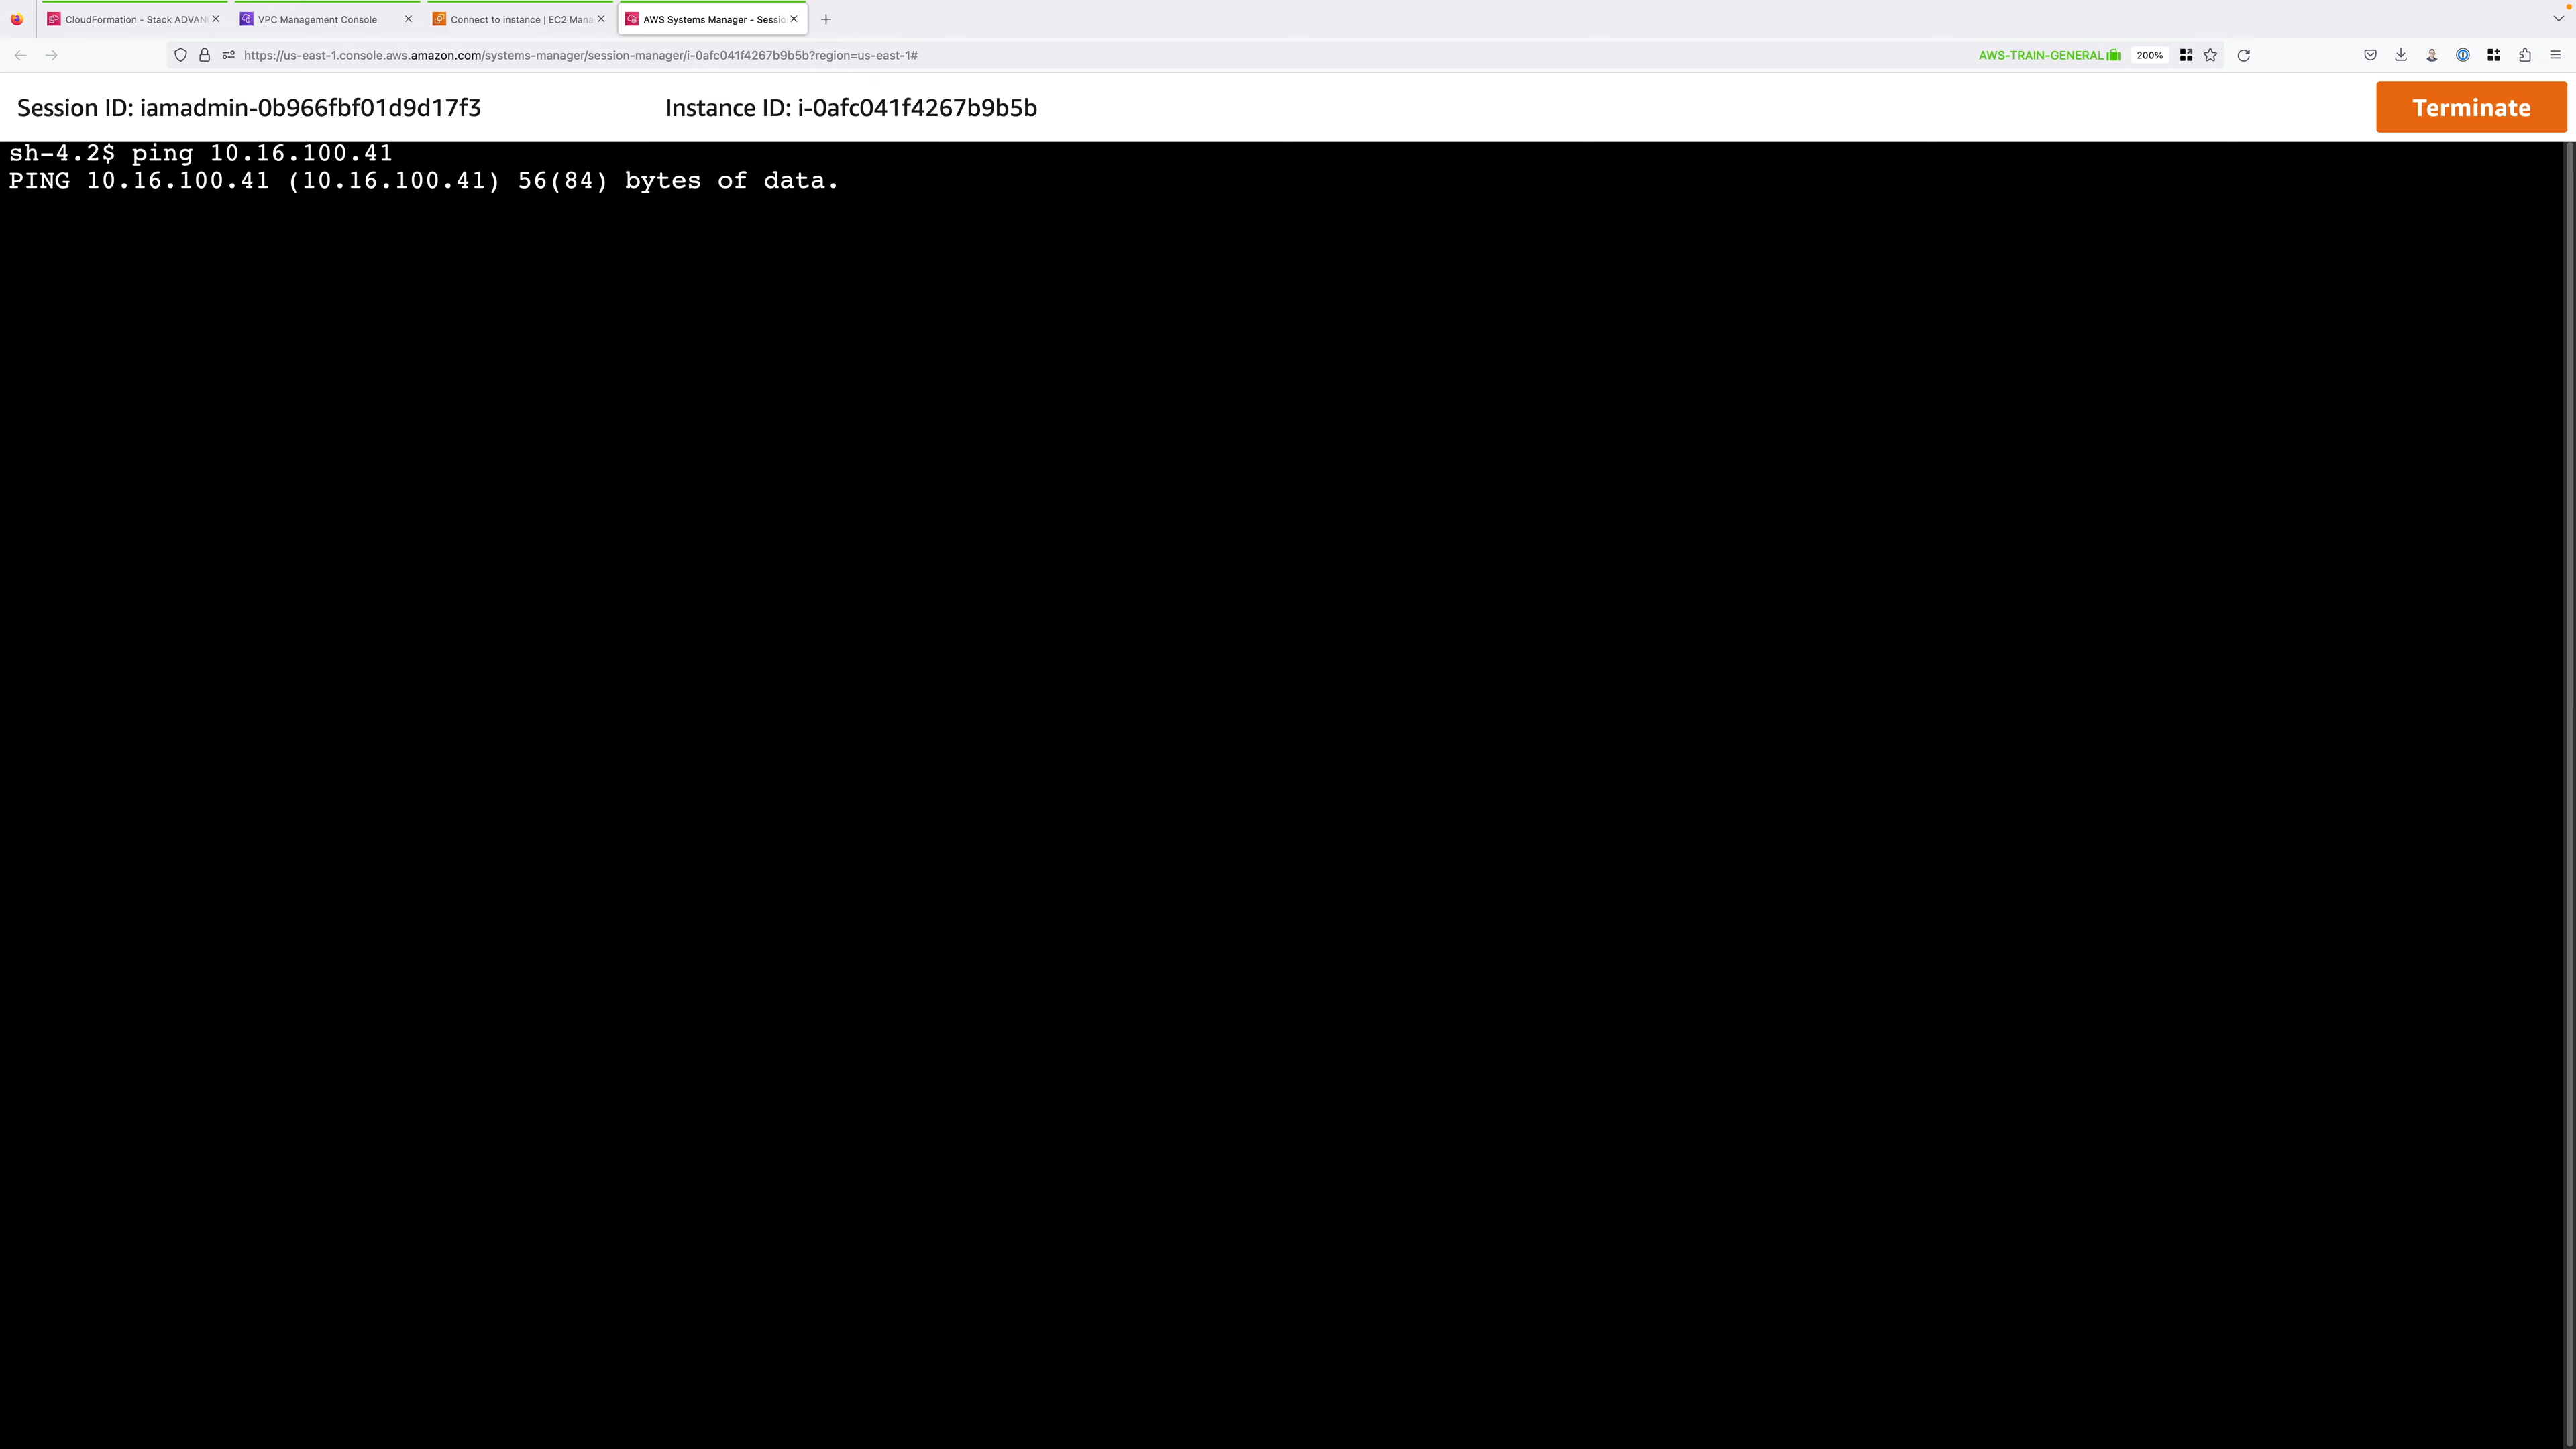 CloudFormation - Stack ADVAN
VPC Management Console
Connect to instance | EC2 Mana
AWS Systems Manager - Sessio
https://us-east-1.console.aws.amazon.com/systems-manager/session-manager/i-0afc041f4267b9b5b?region=us-east-1#
AWS-TRAIN-GENERAL
200%
Session ID: iamadmin-0b966fbf01d9d17f3
Instance ID: i-0afc041f4267b9b5b
Terminate
sh-4.2$ ping 10.16.100.41
PING 10.16.100.41 (10.16.100.41) 56(84) bytes of data.